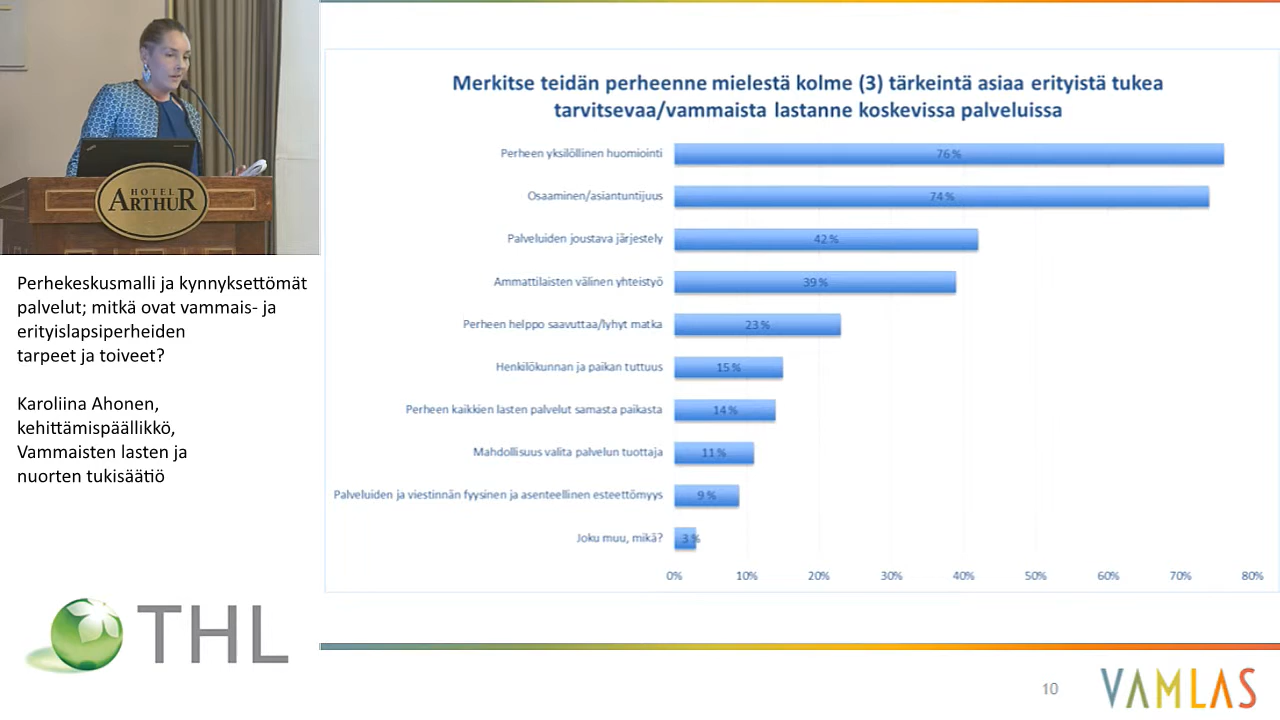 HOTEL
ARTHUR
Perhekeskusmalli ja kynnyksettömät
palvelut; mitkä ovat vammais- ja
erityislapsiperheiden
tarpeet ja toiveet?
Karoliina Ahonen,
kehittämispäällikkö,
Vammaisten lasten ja
nuorten tukisäätiö
THL
Merkitse teidän perheenne mielestä kolme (3) tärkeintä asiaa erityistä tukea
tarvitsevaa/vammaista lastanne koskevissa palveluissa
Perheen yksilöllinen huomiointi 76%
Osaaminen/asiantuntijuus 74%
Palveluiden joustava järjestely 42%
Ammattilaisten välinen yhteistyö 39%
Perheen helppo saavuttaa/lyhyt matka 23%
Henkilökunnan ja paikan tuttuus 15%
Perheen kaikkien lasten palvelut samasta paikasta 14%
Mahdollisuus valita palvelun tuottaja 11%
Palveluiden ja viestinnän fyysinen ja asenteellinen esteettömyys 9%
Joku muu, mikä? 3%
0% 10% 20% 30% 40% 50% 60% 70% 80%
10
VAMLAS